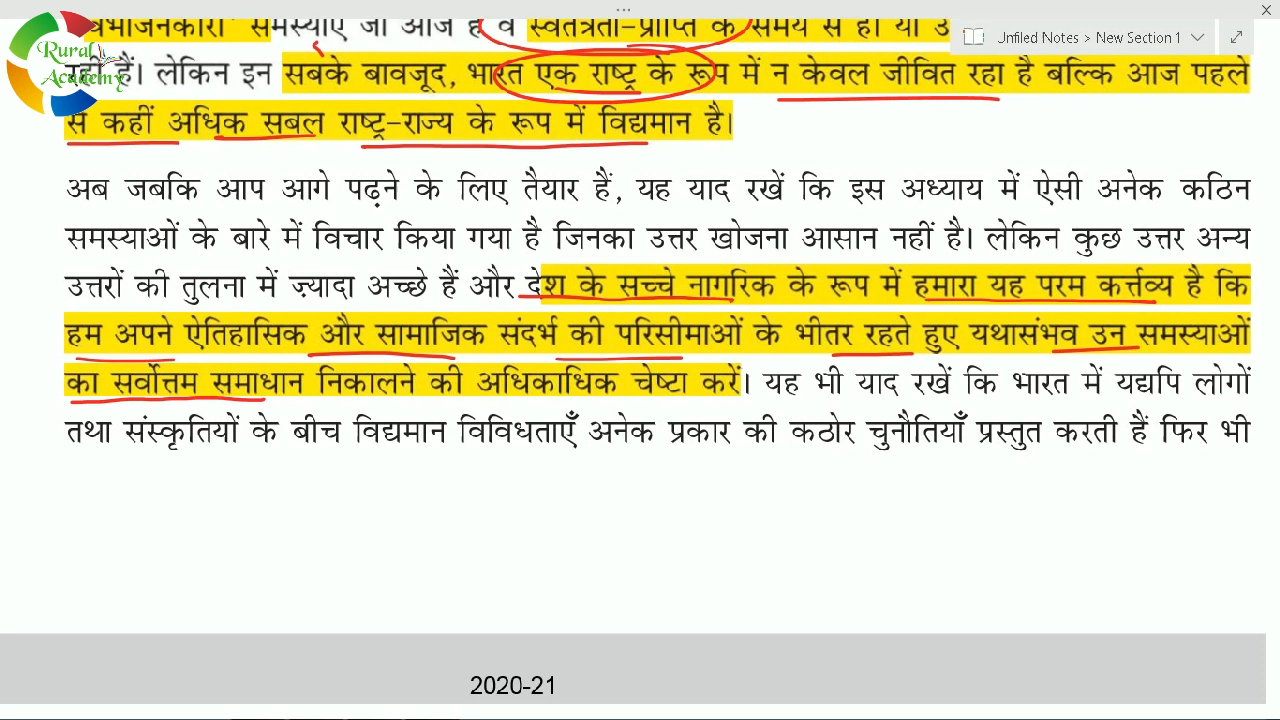 समस्याएँ जो आज हैं वे स्वतंत्रता-प्राप्ति के समय से ही या
Unfiled Notes > New Section 1
Rural Academy
रही हैं। लेकिन इन सबके बावजूद, भारत एक राष्ट्र के रूप में न केवल जीवित रहा है बल्कि आज पहले
से कहीं अधिक सबल राष्ट्र-राज्य के रूप में विद्यमान है।
अब जबकि आप आगे पढ़ने के लिए तैयार हैं, यह याद रखें कि इस अध्याय में ऐसी अनेक कठिन
समस्याओं के बारे में विचार किया गया है जिनका उत्तर खोजना आसान नहीं है। लेकिन कुछ उत्तर अन्य
उत्तरों की तुलना में ज़्यादा अच्छे हैं और देश के सच्चे नागरिक के रूप में हमारा यह परम कर्त्तव्य है कि
हम अपने ऐतिहासिक और सामाजिक संदर्भ की परिसीमाओं के भीतर रहते हुए यथासंभव उन समस्याओं
का सर्वोत्तम समाधान निकालने की अधिकाधिक चेष्टा करें। यह भी याद रखें कि भारत में यद्यपि लोगों
तथा संस्कृतियों के बीच विद्यमान विविधताएँ अनेक प्रकार की कठोर चुनौतियाँ प्रस्तुत करती हैं फिर भी
2020-21